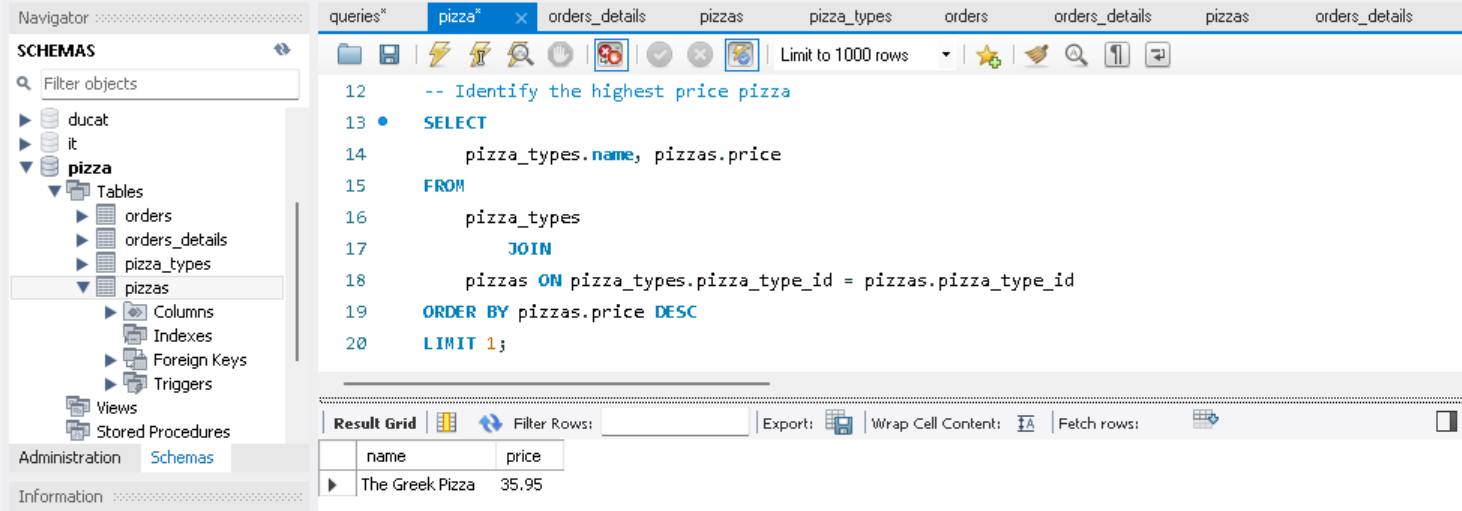 Navigator
SCHEMAS
Filter objects
ducat
it
pizza
Tables
orders
orders_details
pizza_types
pizzas
Columns
Indexes
Foreign Keys
Triggers
Views
Stored Procedures
Administration Schemas
Information
queries* pizza* orders_details pizzas pizza_types orders orders_details pizzas orders_details
Limit to 1000 rows
12 -- Identify the highest price pizza
13 SELECT
14 pizza_types.name, pizzas.price
15 FROM
16 pizza_types
17 JOIN
18 pizzas ON pizza_types.pizza_type_id = pizzas.pizza_type_id
19 ORDER BY pizzas.price DESC
20 LIMIT 1;
Result Grid Filter Rows: Export: Wrap Cell Content: Fetch rows:
name price
The Greek Pizza 35.95